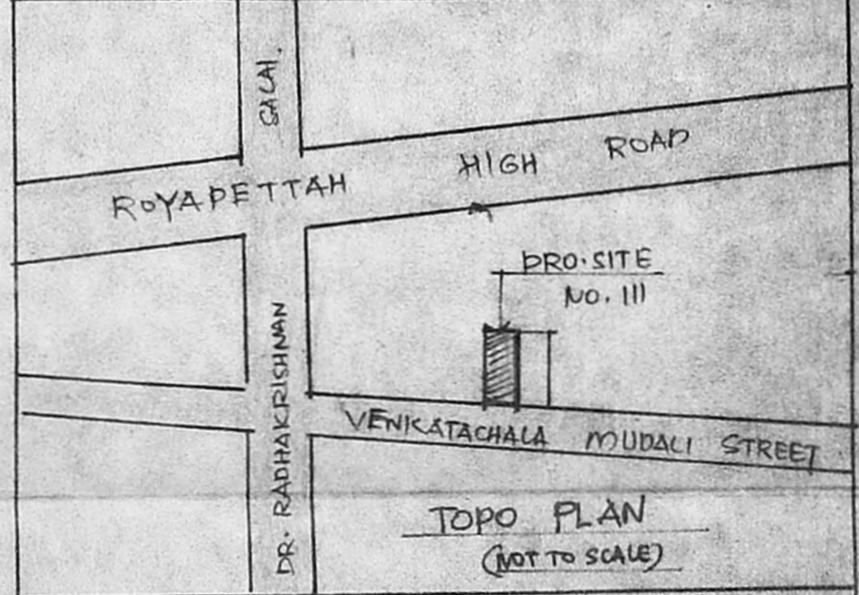 SALAI.
ROYAPETTAH HIGH ROAD
PRO.SITE
NO. 111
DR. RADHAKRISHNAN
VENKATACHALA MUDALI STREET
TOPO PLAN
(NOT TO SCALE)